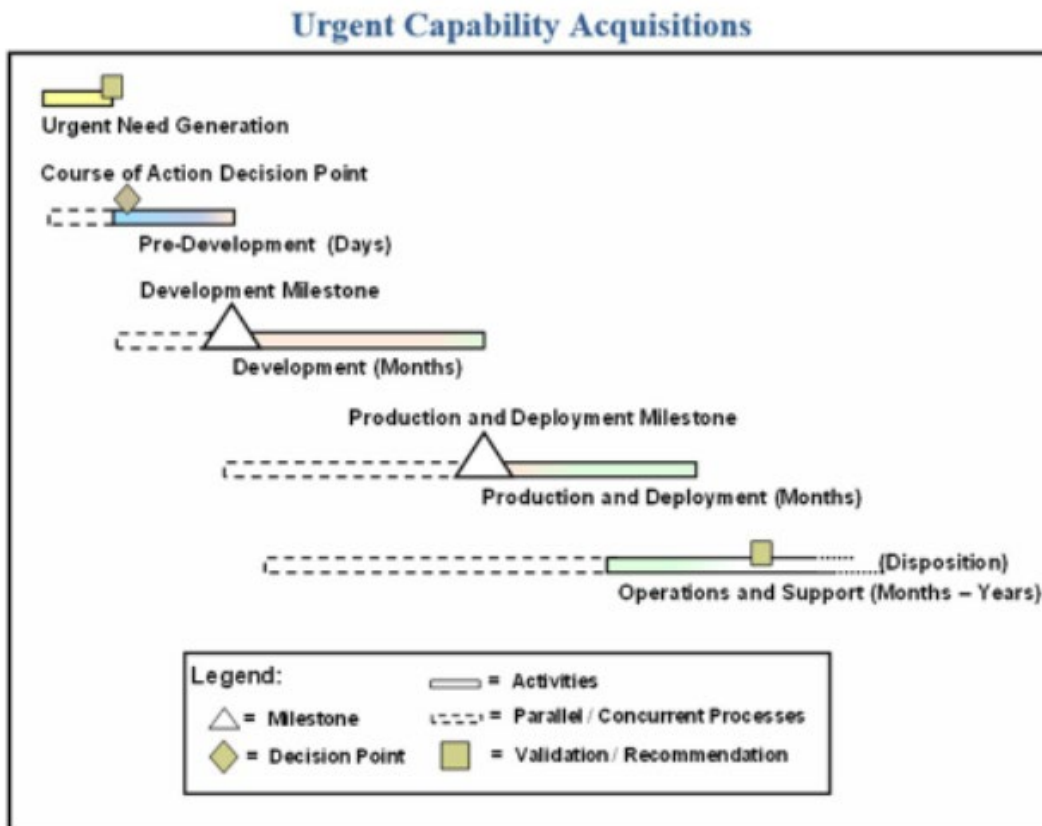 Urgent Capability Acquisitions
Urgent Need Generation
Course of Action Decision Point
Pre-Development (Days)
Development Milestone
Development (Months)
Production and Deployment Milestone
Production and Deployment (Months)
(Disposition)
Operations and Support (Months – Years)
Legend:
= Activities
= Milestone
= Parallel / Concurrent Processes
= Decision Point
= Validation / Recommendation